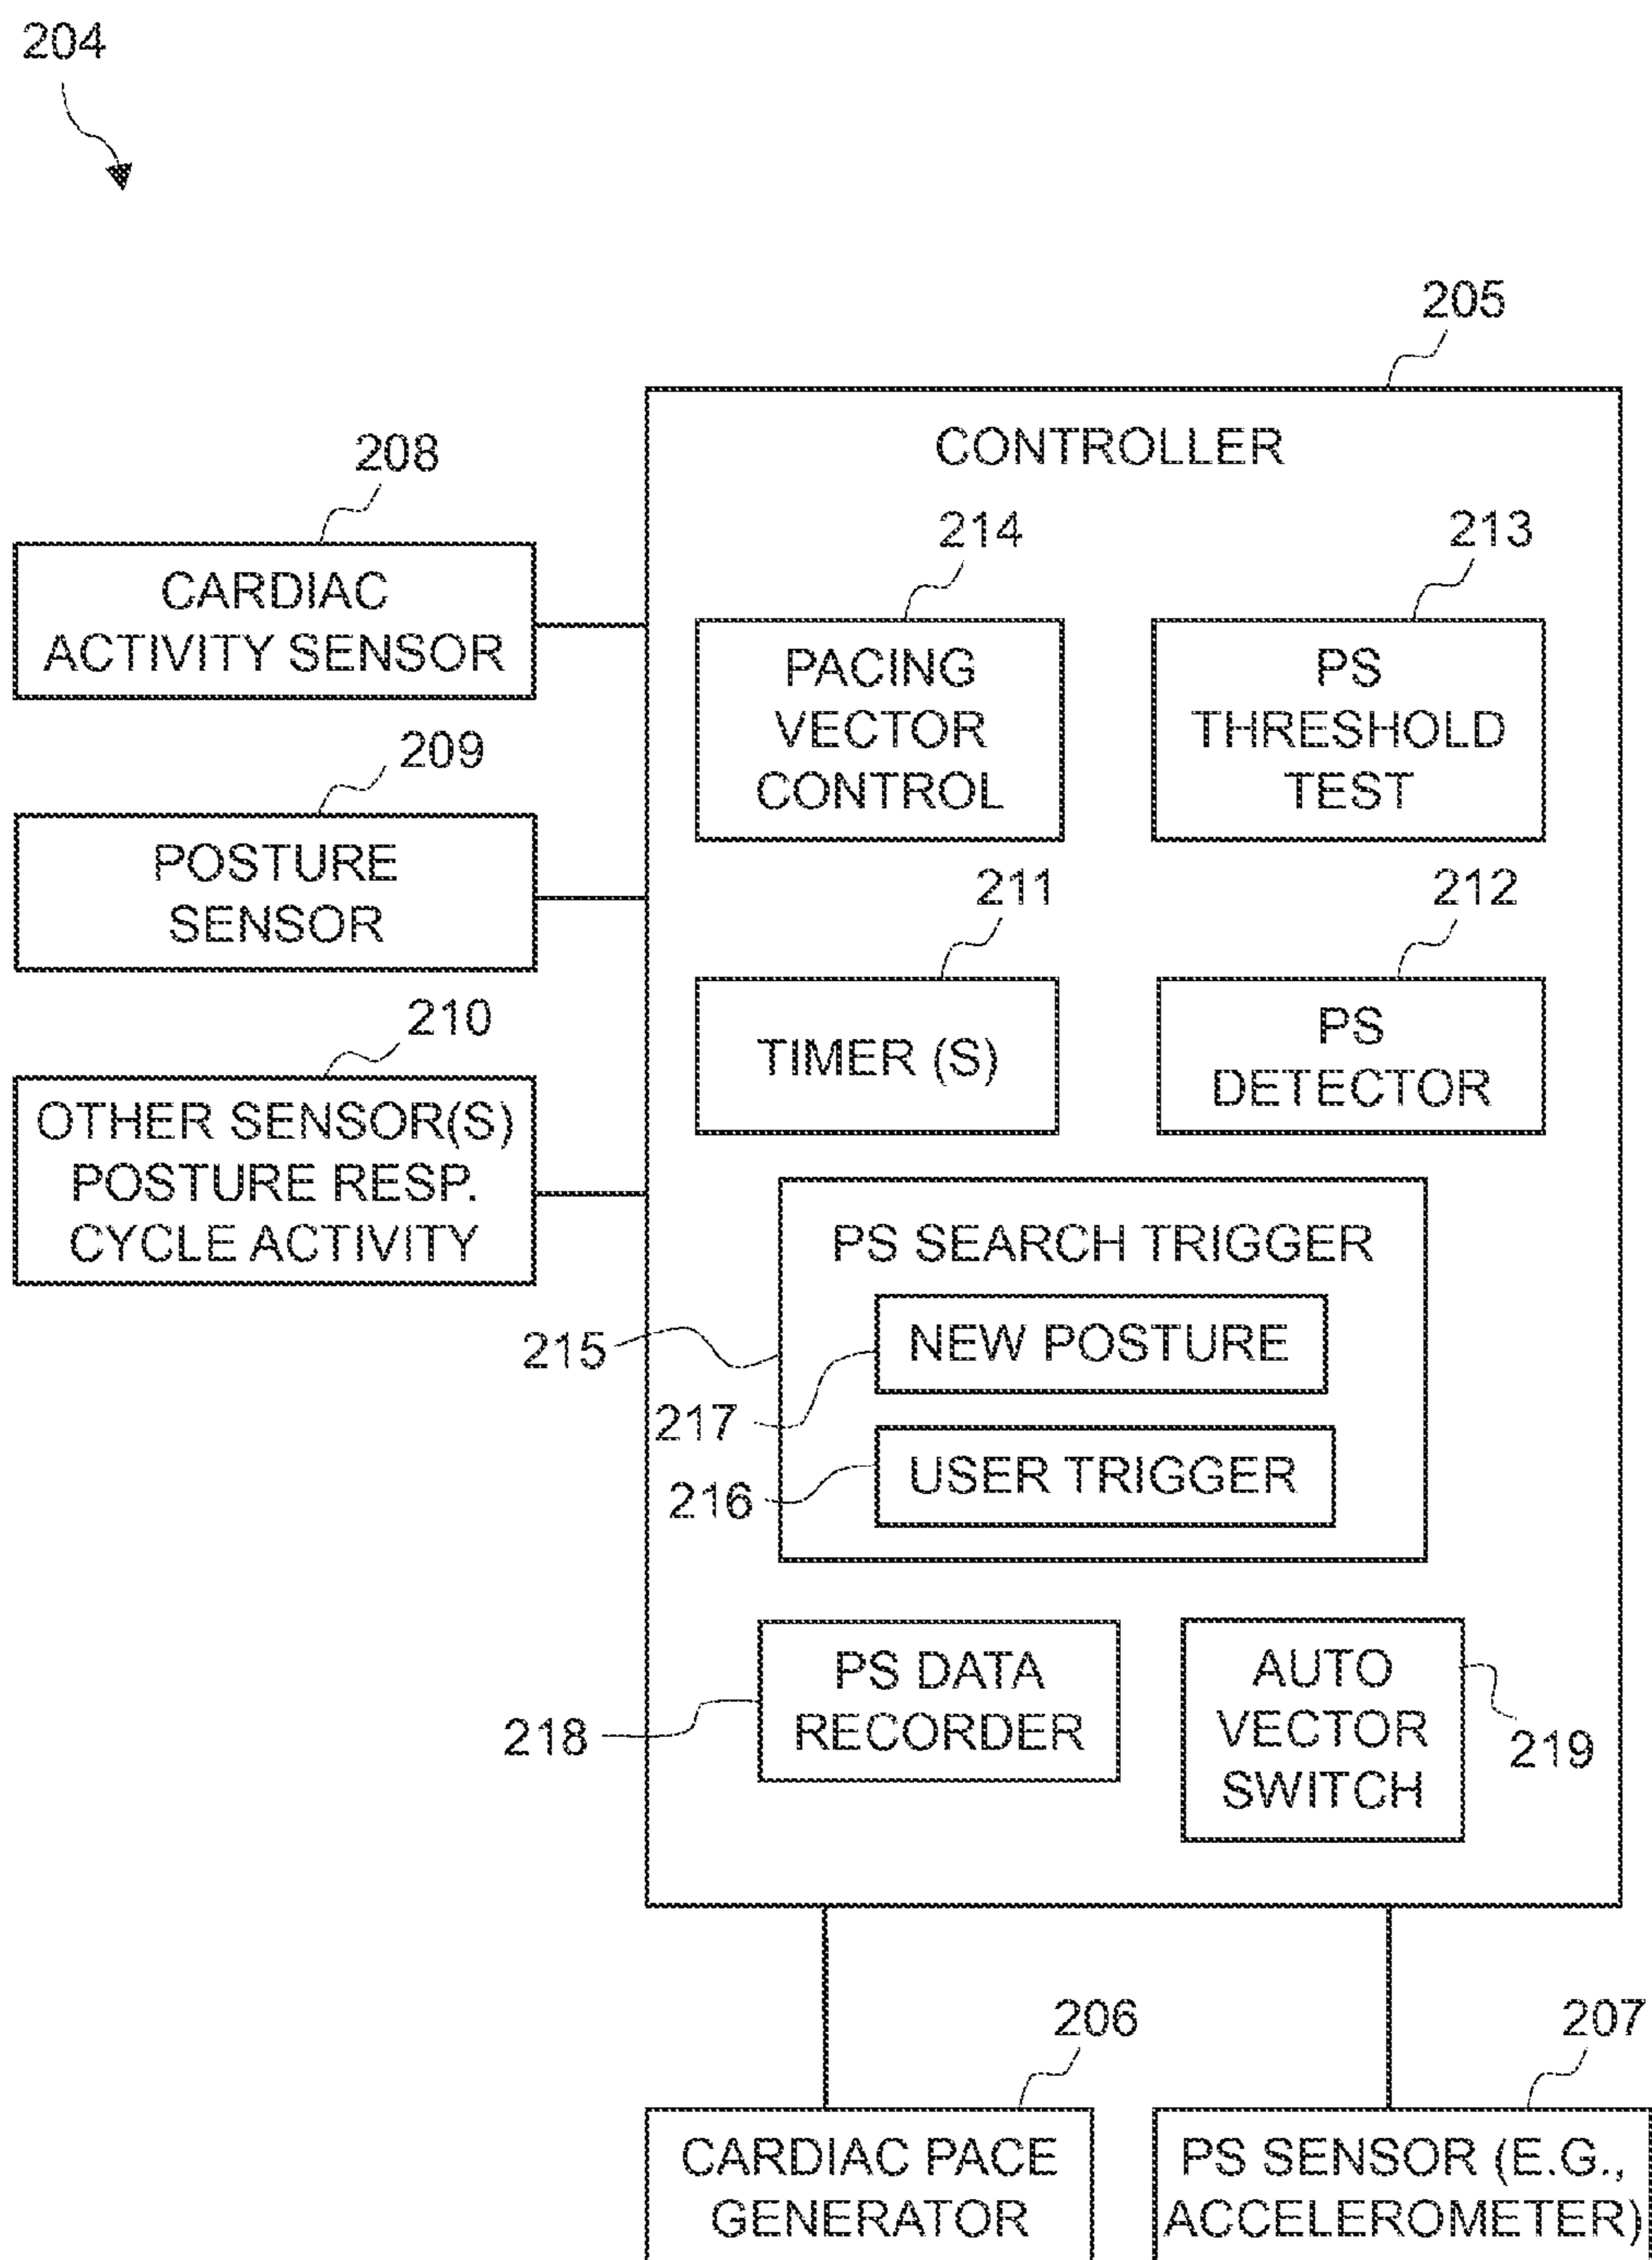 204
205
CONTROLLER
208
CARDIAC
ACTIVITY SENSOR
214
213
PACING
VECTOR
CONTROL
PS
THRESHOLD
TEST
209
POSTURE
SENSOR
211
212
TIMER (S)
PS
DETECTOR
210
OTHER SENSOR(S)
POSTURE RESP.
CYCLE ACTIVITY
PS SEARCH TRIGGER
215
NEW POSTURE
217
USER TRIGGER
216
PS DATA
RECORDER
218
AUTO
VECTOR
SWITCH
219
206
207
CARDIAC PACE
GENERATOR
PS SENSOR (E.G.,
ACCELEROMETER)